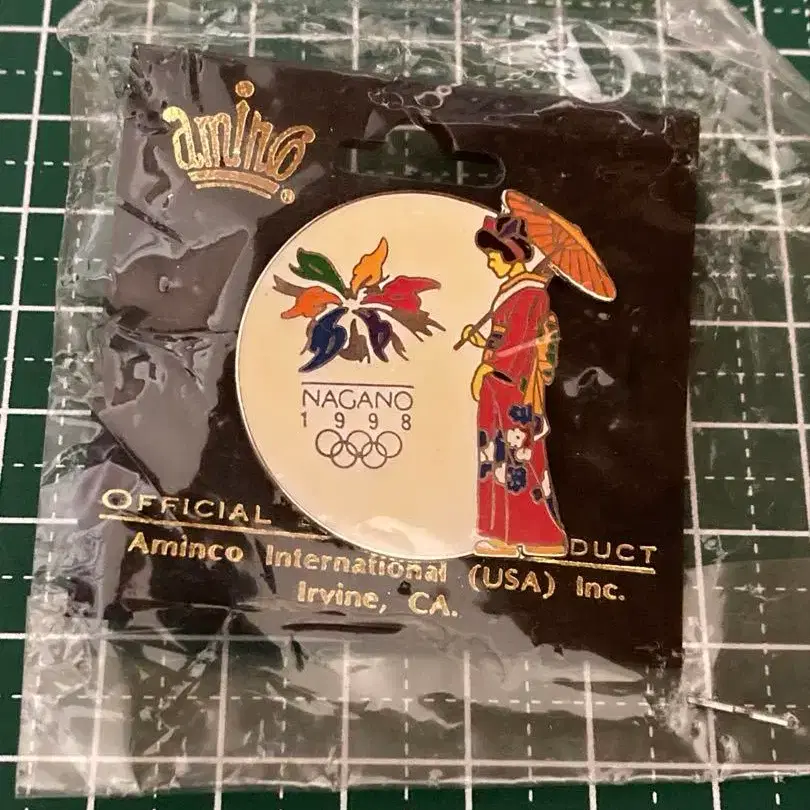 aminco
NAGANO
1998
OFFICIAL DUCT
Aminco International (USA) Inc.
Irvine, CA.